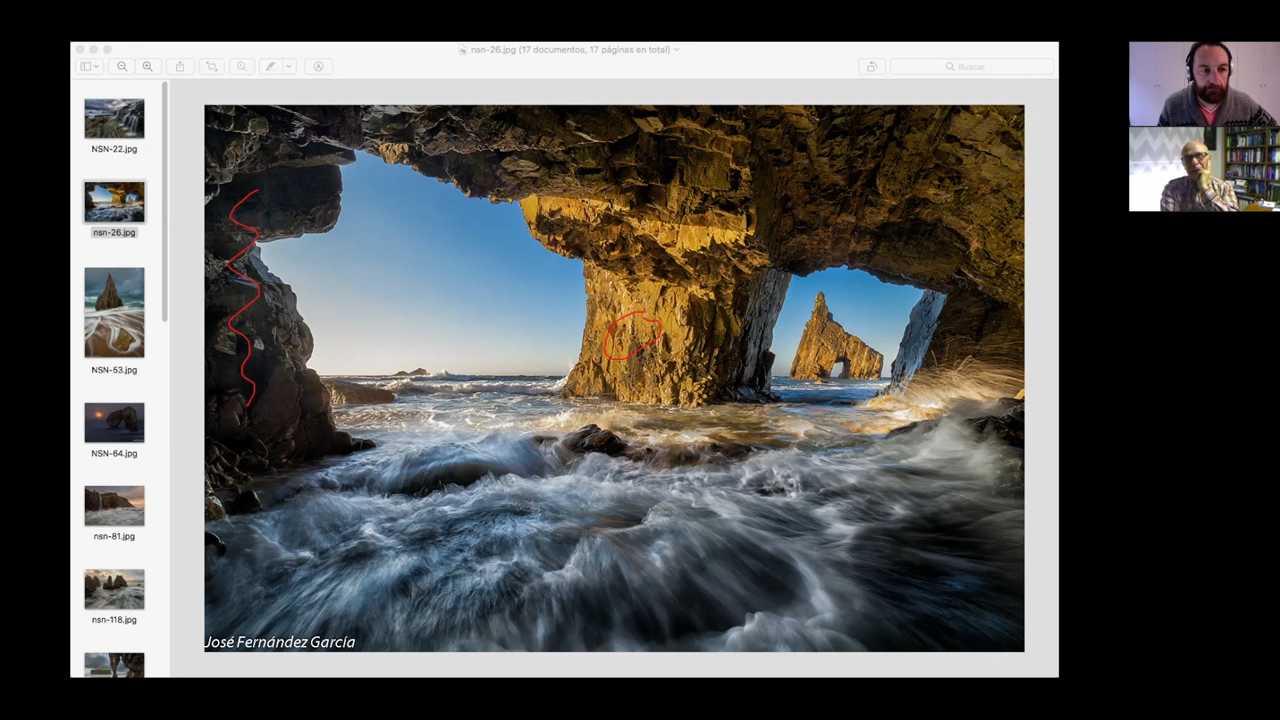 nsn-26.jpg (17 documentos, 17 páginas en total)
Buscar
NSN-22.jpg
nsn-26.jpg
NSN-53.jpg
NSN-64.jpg
nsn-81.jpg
nsn-118.jpg
José Fernández García